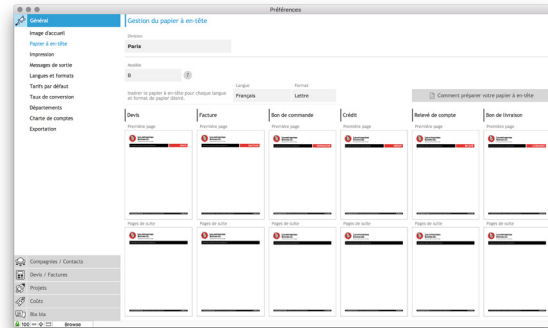 Préférences
Général
Image d'accueil
Papier à en-tête
Impression
Messages de sortie
Langues et formats
Tarifs par défaut
Taux de conversion
Départements
Charte de comptes
Exportation
Compagnies / Contacts
Devis / Factures
Projets
Coûts
Bla bla
100
Browse
Gestion du papier à en-tête
Division
Paris
Modèle
B
?
Insérer le papier à en-tête pour chaque langue
et format de papier désiré.
Langue
Français
Format
Lettre
Comment préparer votre papier à en-tête
Devis
Facture
Bon de commande
Crédit
Relevé de compte
Bon de livraison
Première page
Première page
Première page
Première page
Première page
Première page
Pages de suite
Pages de suite
Pages de suite
Pages de suite
Pages de suite
Pages de suite